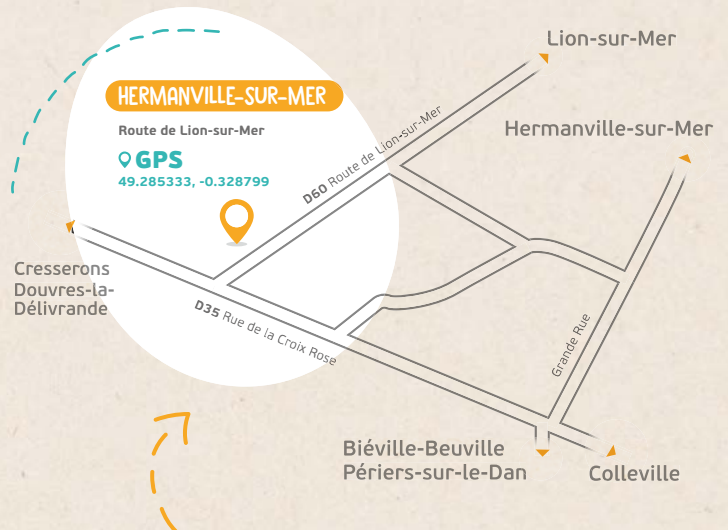 Lion-sur-Mer
HERMANVILLE-SUR-MER
Route de Lion-sur-Mer
GPS
49.285333, -0.328799
Hermanville-sur-Mer
D60 Route de Lion-sur-Mer
Cresserons
Douvres-la-
Délivrande
D35 Rue de la Croix Rose
Grande Rue
Biéville-Beuville
Périers-sur-le-Dan
Colleville